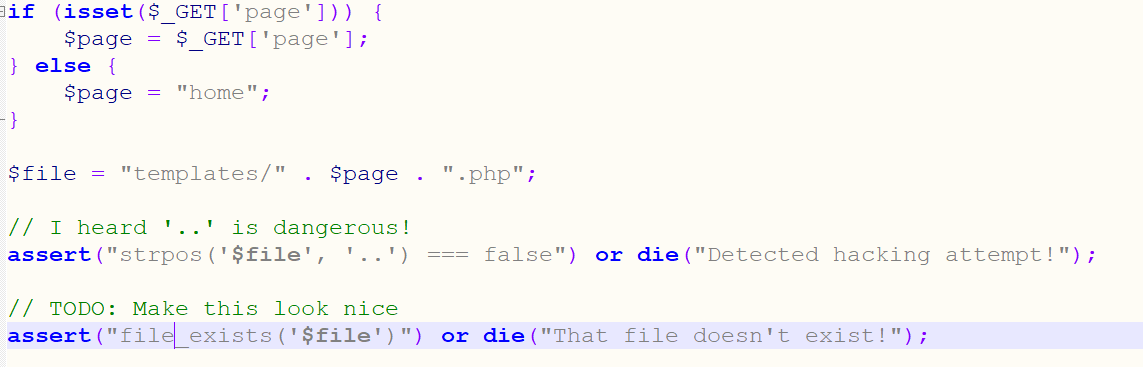 if (isset($_GET['page'])) {
    $page = $_GET['page'];
} else {
    $page = "home";
}
$file = "templates/" . $page . ".php";
// I heard '..' is dangerous!
assert("strpos('$file', '..') === false") or die("Detected hacking attempt!");
// TODO: Make this look nice
assert("file_exists('$file')") or die("That file doesn't exist!");